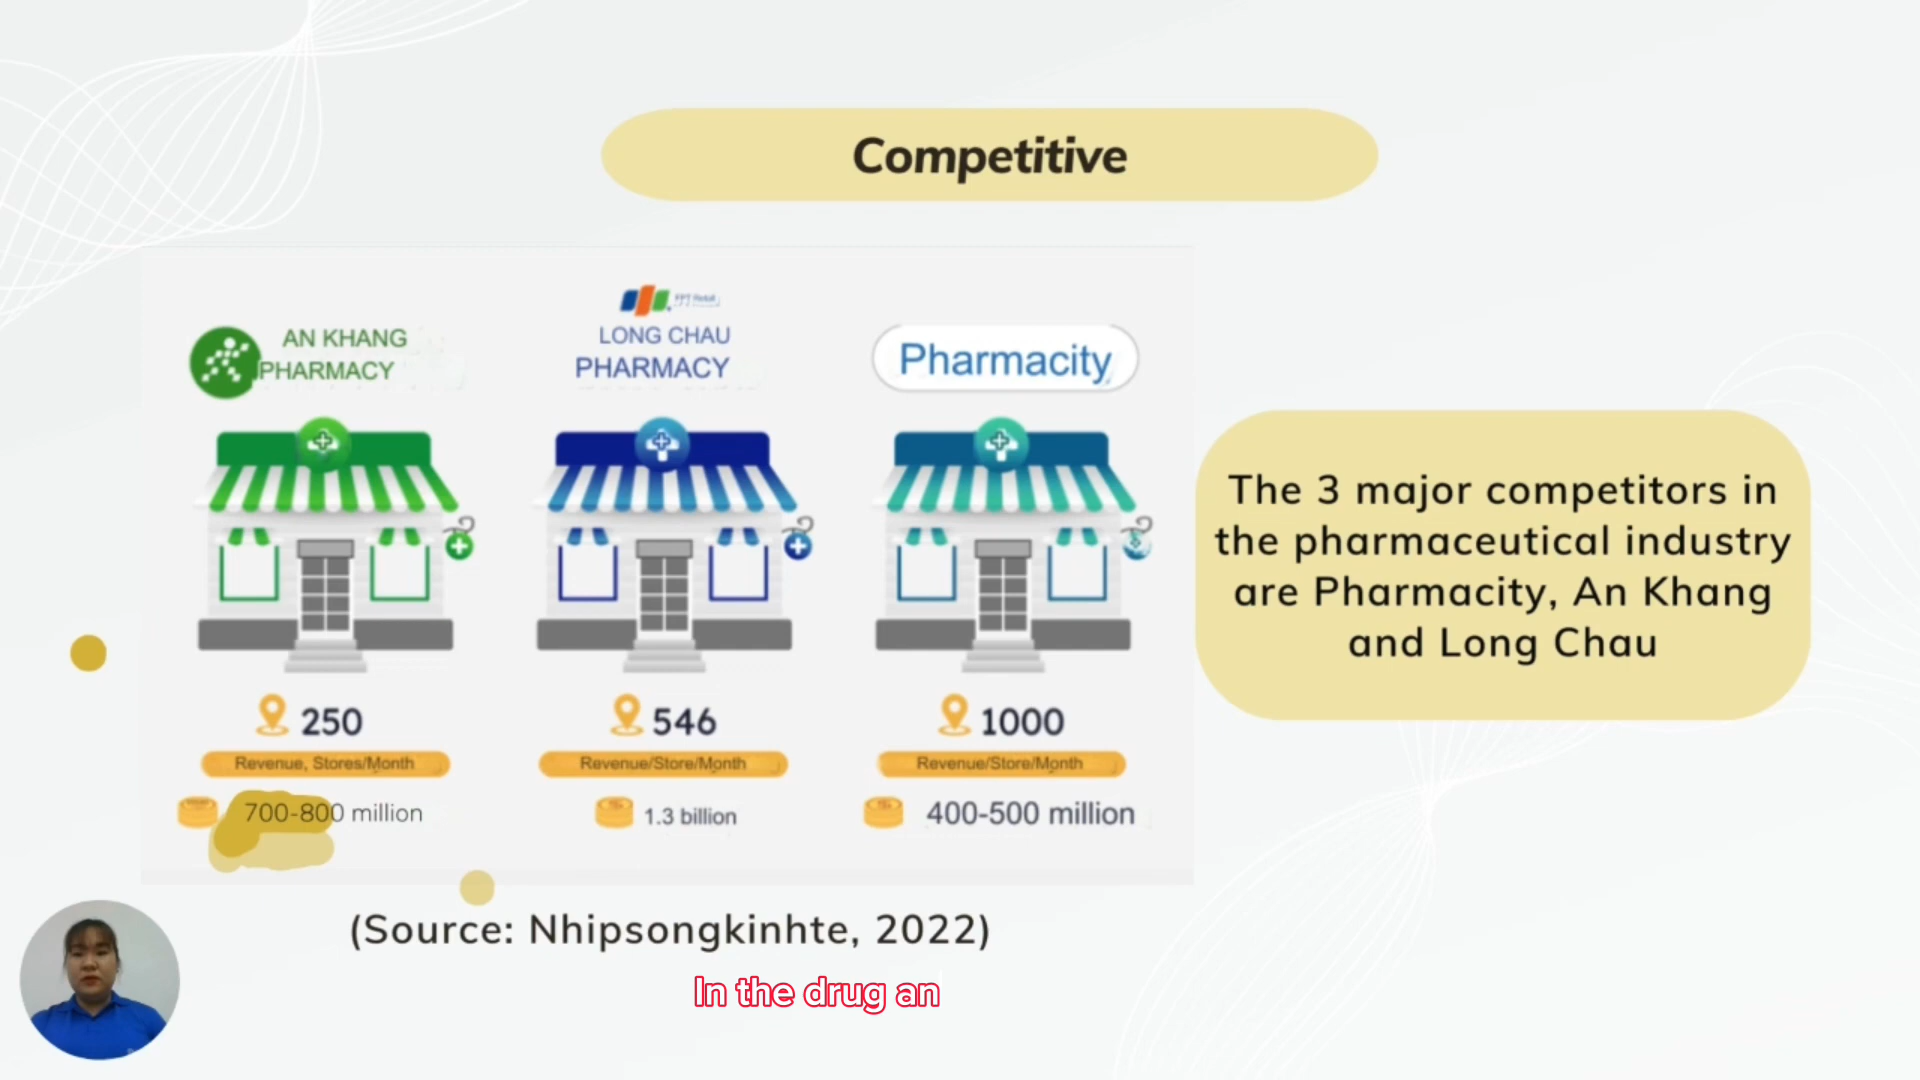 Competitive
AN KHANG
PHARMACY
FPT Retail
LONG CHAU
PHARMACY
Pharmacity
250
Revenue, Stores/Month
700-800 million
546
Revenue/Store/Month
1.3 billion
1000
Revenue/Store/Month
400-500 million
The 3 major competitors in
the pharmaceutical industry
are Pharmacity, An Khang
and Long Chau
(Source: Nhipsongkinhte, 2022)
In the drug an